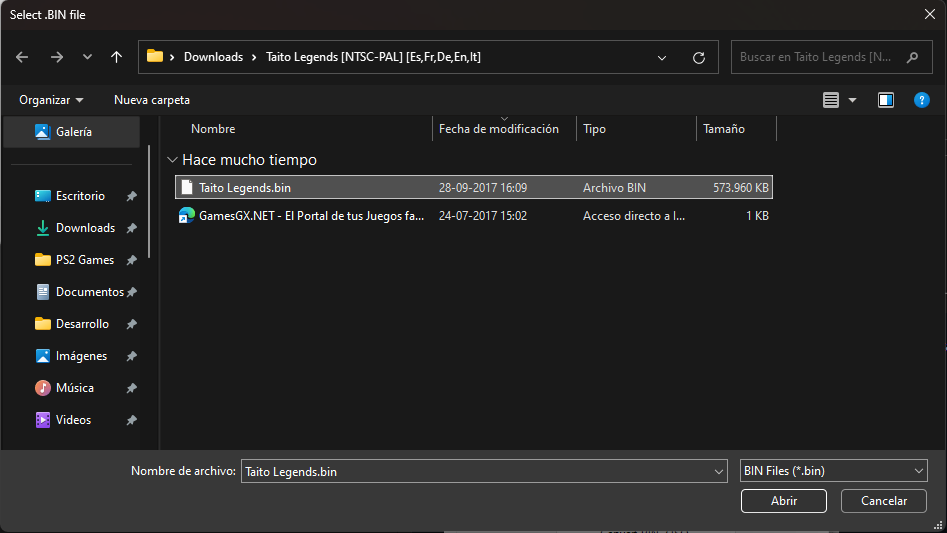 Select .BIN file
Downloads
Taito Legends [NTSC-PAL] [Es,Fr,De,En,It]
Buscar en Taito Legends [N...
Organizar
Nueva carpeta
Galería
Escritorio
Downloads
PS2 Games
Documentos
Desarrollo
Imágenes
Música
Videos
Nombre
Fecha de modificación
Tipo
Tamaño
Hace mucho tiempo
Taito Legends.bin
28-09-2017 16:09
Archivo BIN
573.960 KB
GamesGX.NET - El Portal de tus Juegos fa...
24-07-2017 15:02
Acceso directo a I...
1 KB
Nombre de archivo:
Taito Legends.bin
BIN Files (*.bin)
Abrir
Cancelar